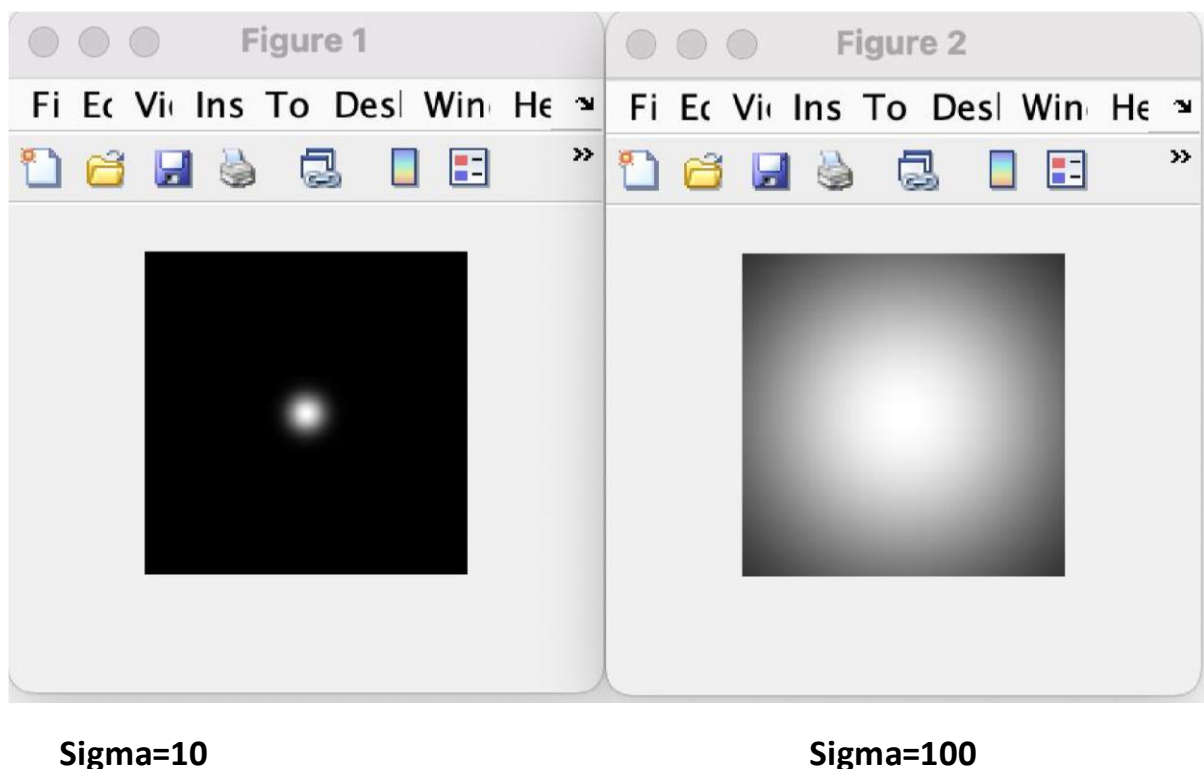 Figure 1
Figure 2
Fi Ec Vi Ins To Desl Win He
Fi Ec Vi Ins To Desl Win He
Sigma=10
Sigma=100